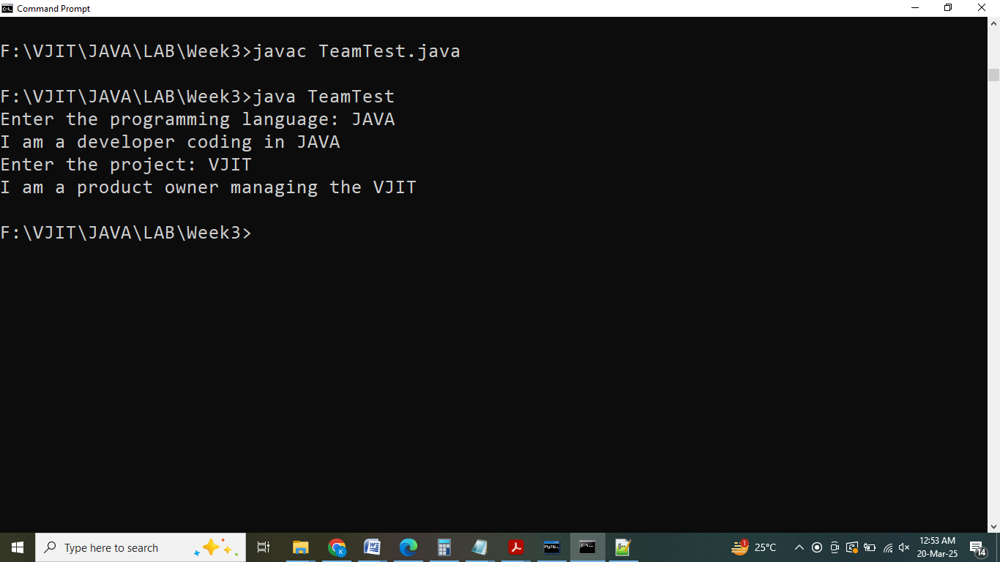 Command Prompt
F:\VJIT\JAVA\LAB\Week3>javac TeamTest.java
F:\VJIT\JAVA\LAB\Week3>java TeamTest
Enter the programming language: JAVA
I am a developer coding in JAVA
Enter the project: VJIT
I am a product owner managing the VJIT
F:\VJIT\JAVA\LAB\Week3>
Type here to search
25°C
12:53 AM
20-Mar-25
14